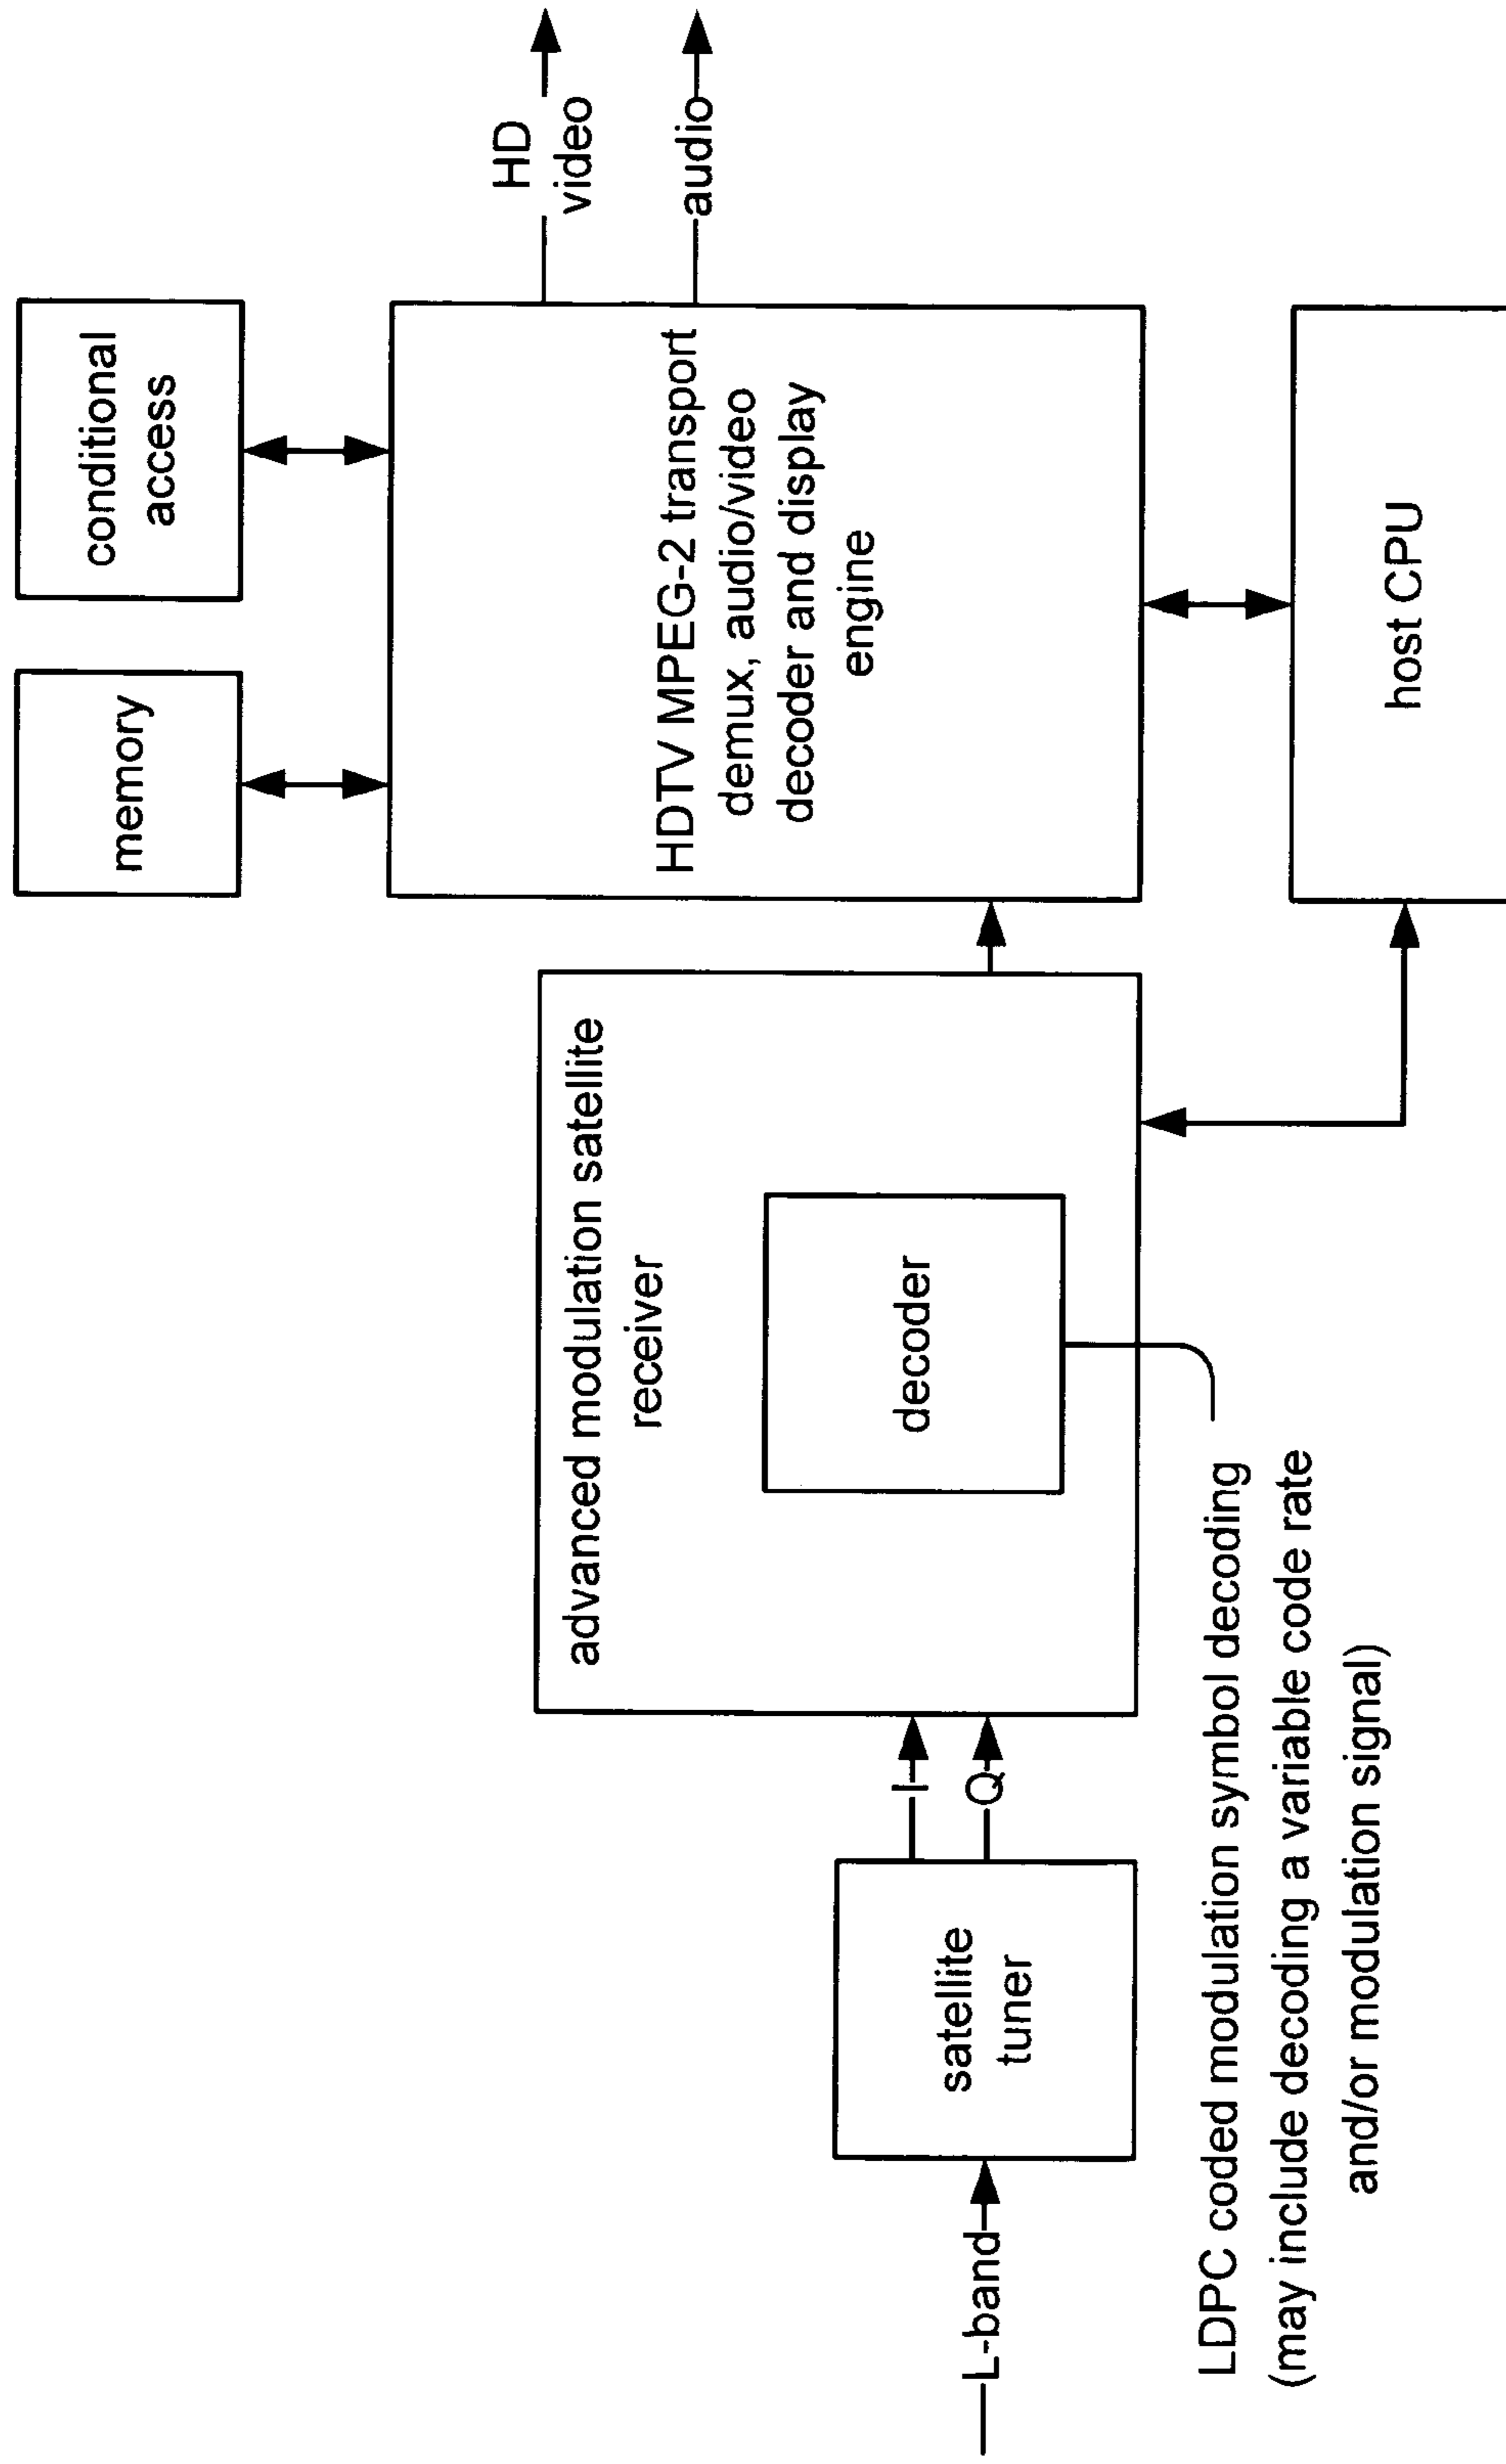 memory
conditional
access
HD
video
audio
advanced modulation satellite
receiver
decoder
HDTV MPEG-2 transport
demux, audio/video
decoder and display
engine
satellite
tuner
I
Q
L-band
host CPU
LDPC coded modulation symbol decoding
(may include decoding a variable code rate
and/or modulation signal)